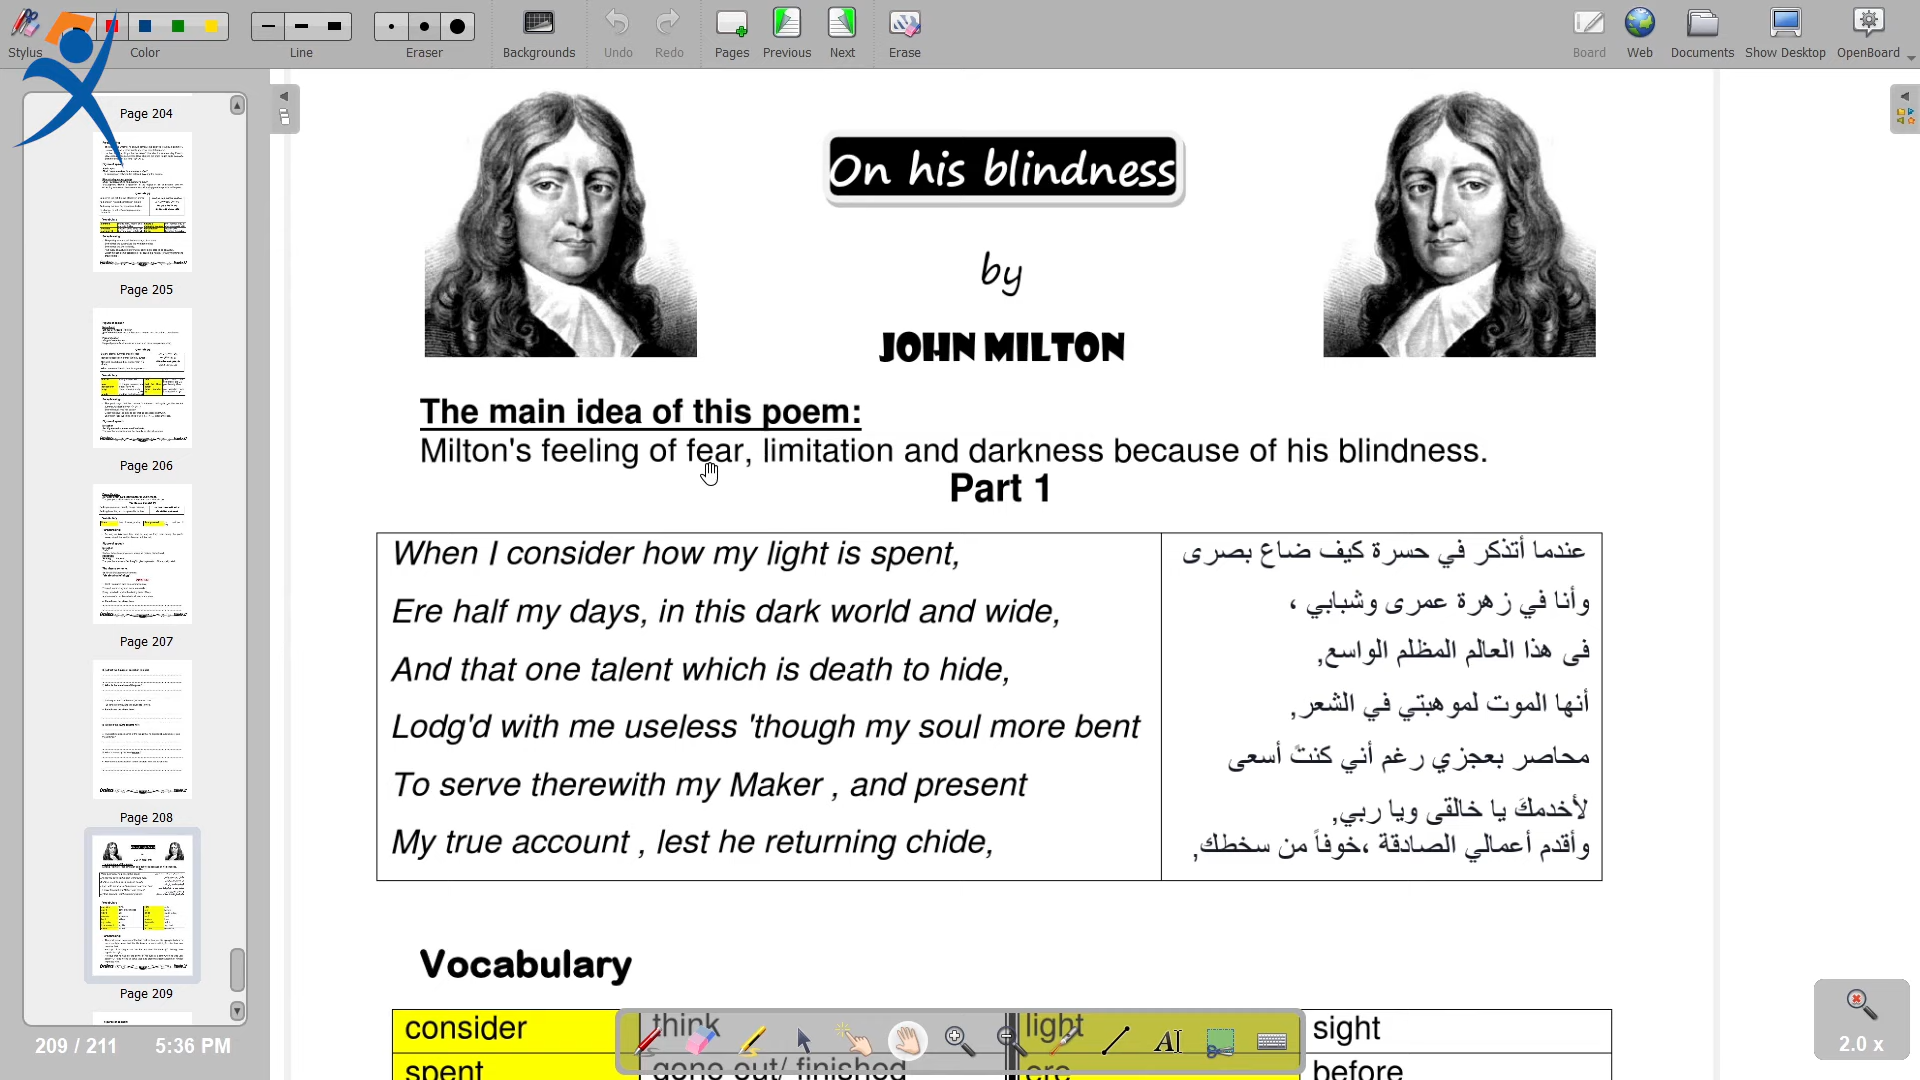 Stylus
Color
Line
Eraser
Backgrounds
Undo
Redo
Pages
Previous
Next
Erase
Board
Web
Documents
Show Desktop
OpenBoard
Page 204
Page 205
Page 206
Page 207
Page 208
Page 209
209 / 211 5:36 PM
On his blindness
by
JOHN MILTON
The main idea of this poem:
Milton's feeling of fear, limitation and darkness because of his blindness.
Part 1
When I consider how my light is spent,
Ere half my days, in this dark world and wide,
And that one talent which is death to hide,
Lodg'd with me useless 'though my soul more bent
To serve therewith my Maker , and present
My true account , lest he returning chide,
عندما أتذكر في حسرة كيف ضاع بصرى
وأنا في زهرة عمرى وشبابي ،
فى هذا العالم المظلم الواسع,
أنها الموت لموهبتي في الشعر,
محاصر بعجزي رغم أني كنتً أسعى
لأخدمكَ يا خالقى ويا ربي,
وأقدم أعمالي الصادقة ،خوفاً من سخطك,
Vocabulary
consider think light sight
spent gone out/ finished ere before
2.0 x